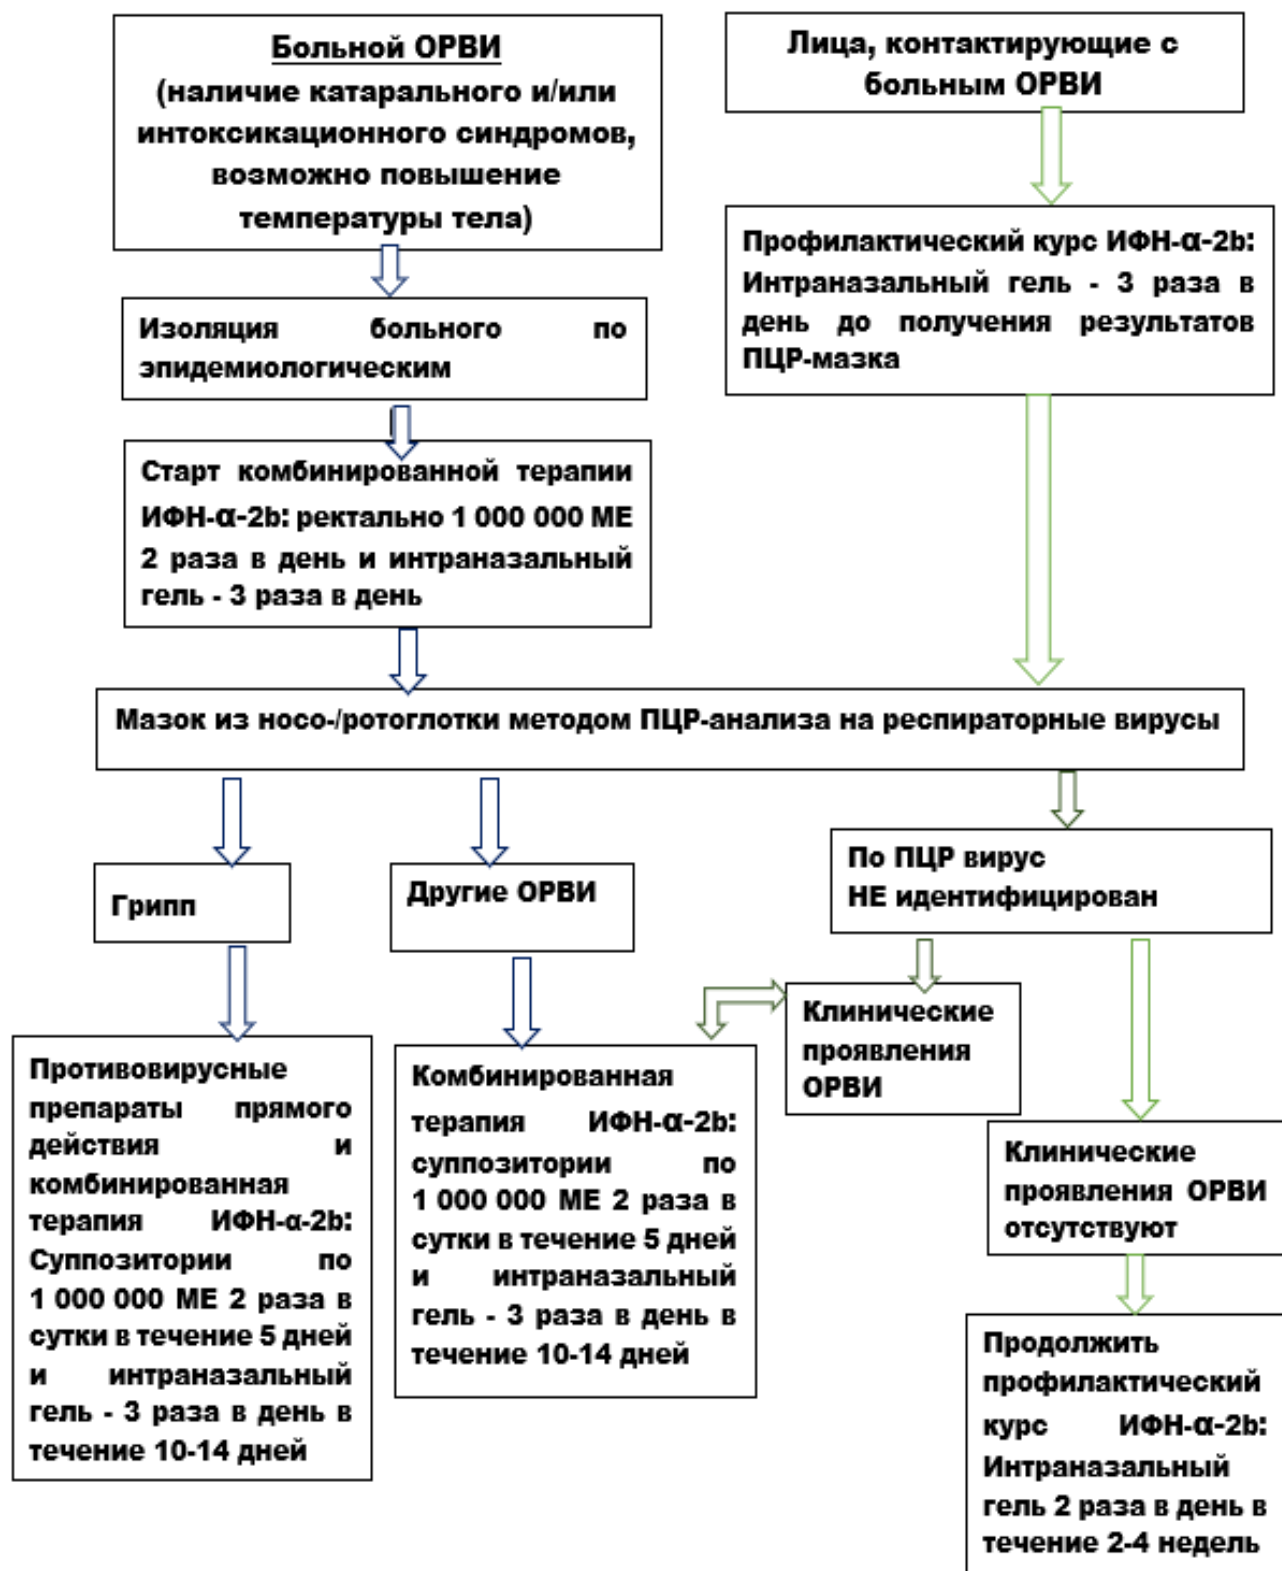 Больной ОРВИ
(наличие катарального и/или
интоксикационного синдромов,
возможно повышение
температуры тела)
Лица, контактирующие с
больным ОРВИ
Изоляция больного по
эпидемиологическим
Профилактический курс ИФН-α-2b:
Интраназальный гель - 3 раза в
день до получения результатов
ПЦР-мазка
Старт комбинированной терапии
ИФН-α-2b: ректально 1 000 000 МЕ
2 раза в день и интраназальный
гель - 3 раза в день
Мазок из носо-/ротоглотки методом ПЦР-анализа на респираторные вирусы
Грипп
Другие ОРВИ
По ПЦР вирус
НЕ идентифицирован
Противовирусные
препараты прямого
действия и
комбинированная
терапия ИФН-α-2b:
Суппозитории по
1 000 000 МЕ 2 раза в
сутки в течение 5 дней
и интраназальный
гель - 3 раза в день в
течение 10-14 дней
Комбинированная
терапия ИФН-α-2b:
суппозитории по
1 000 000 МЕ 2 раза в
сутки в течение 5 дней
и интраназальный
гель - 3 раза в день в
течение 10-14 дней
Клинические
проявления
ОРВИ
Клинические
проявления ОРВИ
отсутствуют
Продолжить
профилактический
курс ИФН-α-2b:
Интраназальный
гель 2 раза в день в
течение 2-4 недель